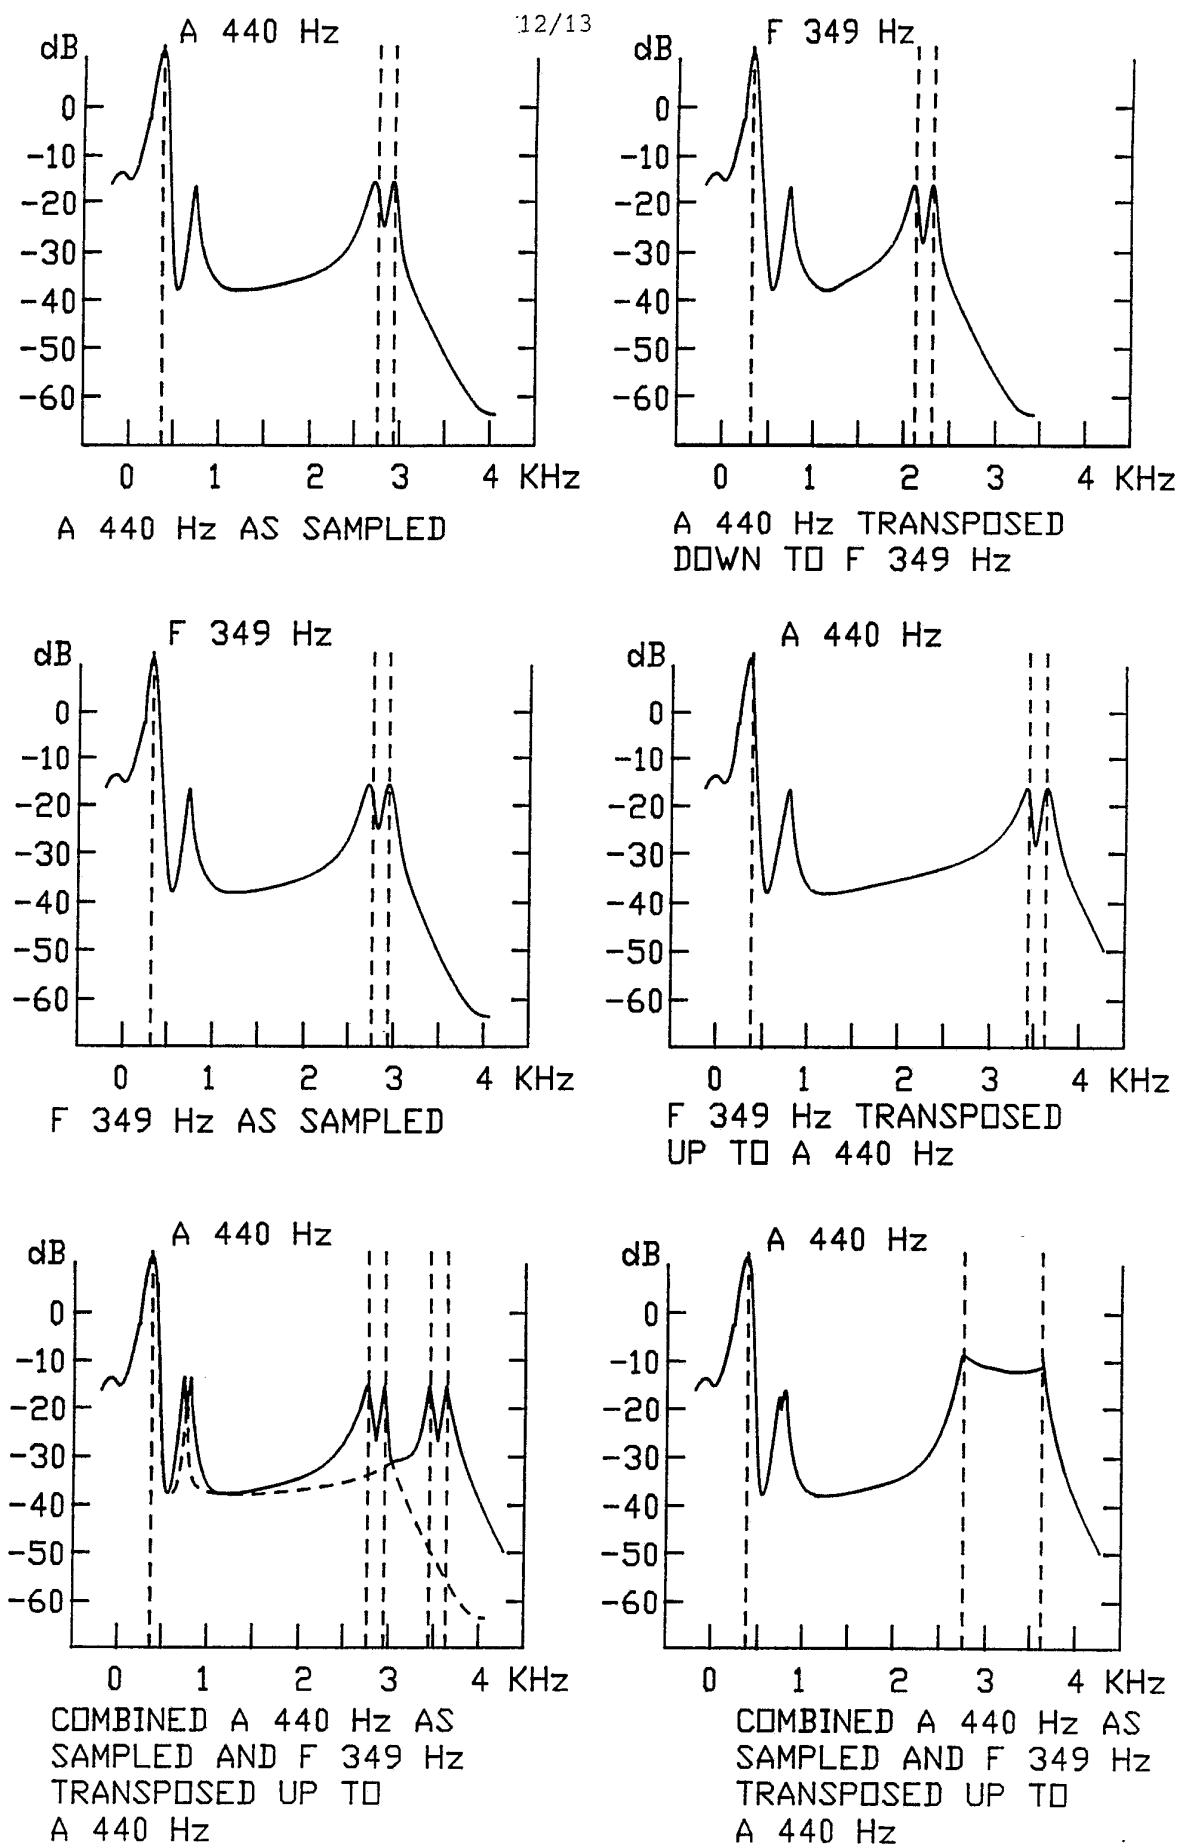 12/13
A 440 Hz
dB
0
-10
-20
-30
-40
-50
-60
0 1 2 3 4 KHz
A 440 Hz AS SAMPLED
F 349 Hz
dB
0
-10
-20
-30
-40
-50
-60
0 1 2 3 4 KHz
A 440 Hz TRANSPOSED
DOWN TO F 349 Hz
F 349 Hz
dB
0
-10
-20
-30
-40
-50
-60
0 1 2 3 4 KHz
F 349 Hz AS SAMPLED
A 440 Hz
dB
0
-10
-20
-30
-40
-50
-60
0 1 2 3 4 KHz
F 349 Hz TRANSPOSED
UP TO A 440 Hz
A 440 Hz
dB
0
-10
-20
-30
-40
-50
-60
0 1 2 3 4 KHz
COMBINED A 440 Hz AS
SAMPLED AND F 349 Hz
TRANSPOSED UP TO
A 440 Hz
A 440 Hz
dB
0
-10
-20
-30
-40
-50
-60
0 1 2 3 4 KHz
COMBINED A 440 Hz AS
SAMPLED AND F 349 Hz
TRANSPOSED UP TO
A 440 Hz